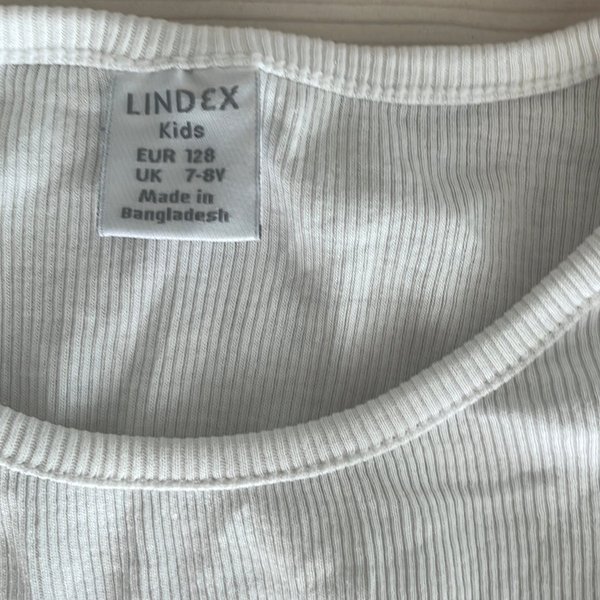 LINDEX
Kids
EUR 128
UK 7-8Y
Made in
Bangladesh